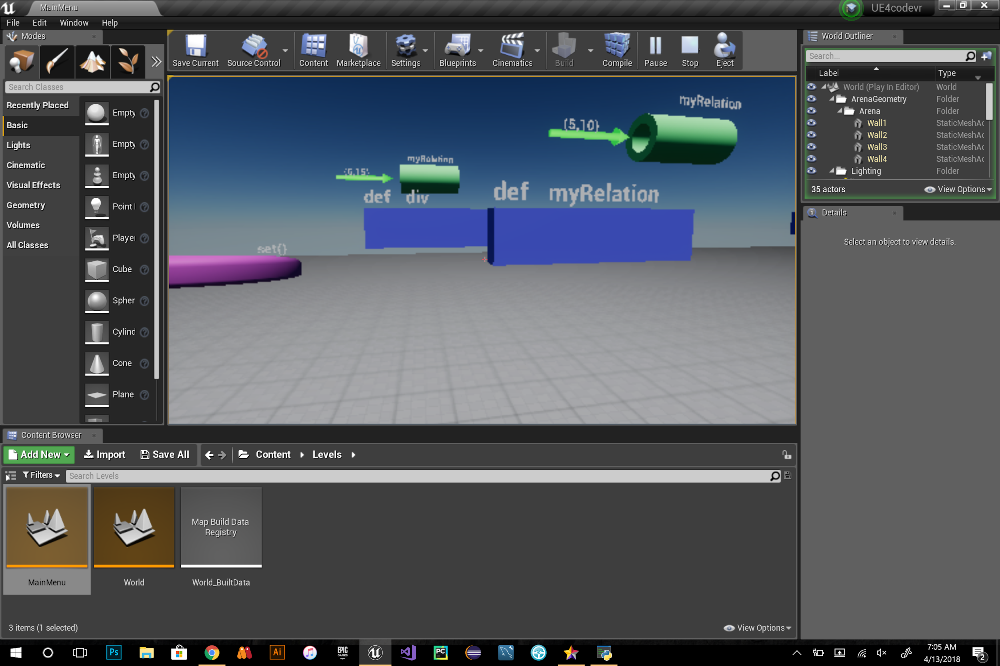 MainMenu
UE4codevr
File Edit Window Help
Modes
Search Classes
Recently Placed
Basic
Lights
Cinematic
Visual Effects
Geometry
Volumes
All Classes
Empty
Empty
Empty
Point
Player
Cube
Spher
Cylind
Cone
Plane
Save Current
Source Control
Content
Marketplace
Settings
Blueprints
Cinematics
Build
Compile
Pause
Stop
Eject
myRelation
(5,10)
myRelation
def div
def myRelation
set()
World Outliner
Search...
Label Type
World (Play In Editor) World
ArenaGeometry Folder
Arena Folder
Wall1 StaticMeshAc
Wall2 StaticMeshAc
Wall3 StaticMeshAc
Wall4 StaticMeshAc
Lighting Folder
35 actors View Options
Details
Select an object to view details.
Content Browser
Add New Import Save All Content Levels
Filters Search Levels
Map Build Data
Registry
MainMenu
World
World_BuiltData
3 items (1 selected) View Options
Ps
Ai
EPIC
GAMES
PC
7:05 AM
4/13/2018
2